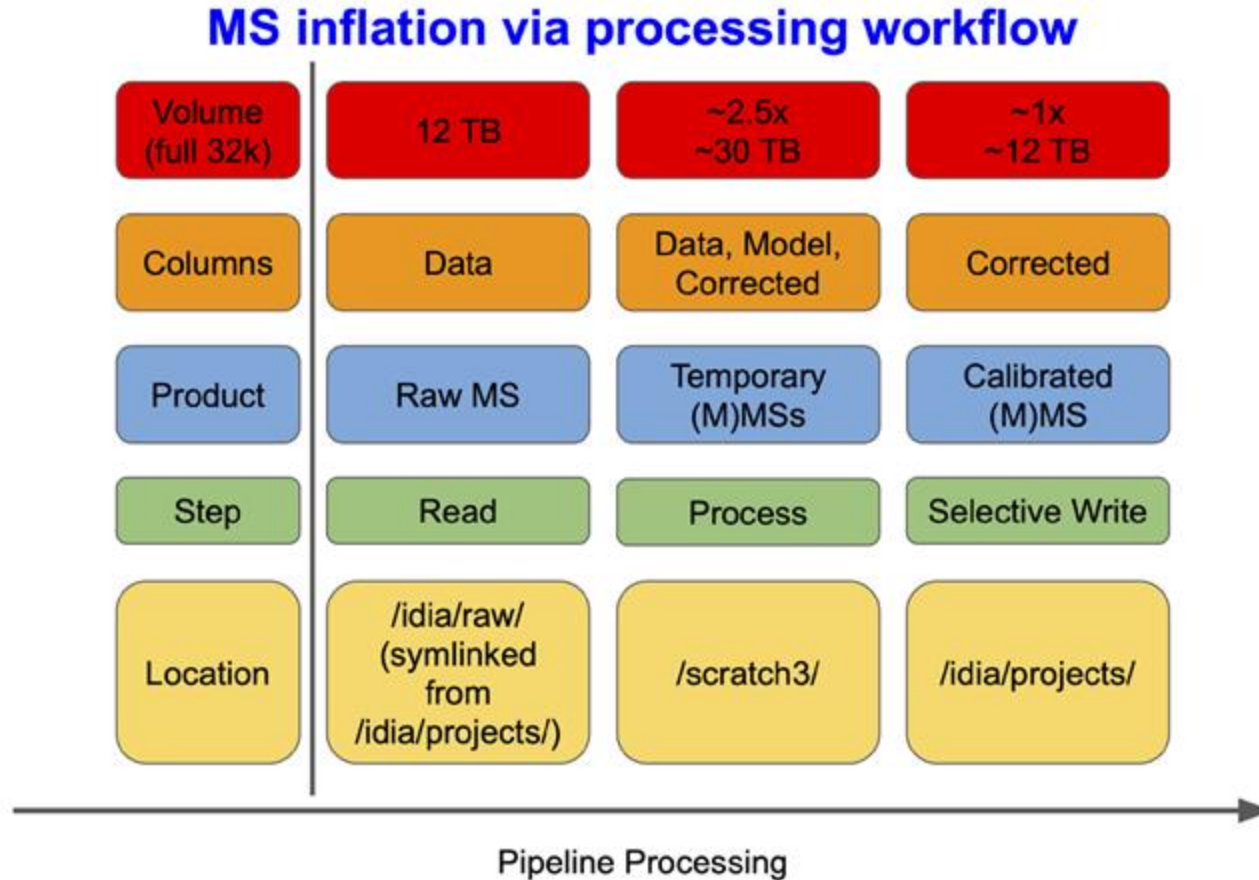 MS inflation via processing workflow
Volume
(full 32k)
12 TB
~2.5x
~30 TB
~1x
~12 TB
Columns
Data
Data, Model,
Corrected
Corrected
Product
Raw MS
Temporary
(M)MSs
Calibrated
(M)MS
Step
Read
Process
Selective Write
Location
/idia/raw/
(symlinked
from
/idia/projects/)
/scratch3/
/idia/projects/
Pipeline Processing